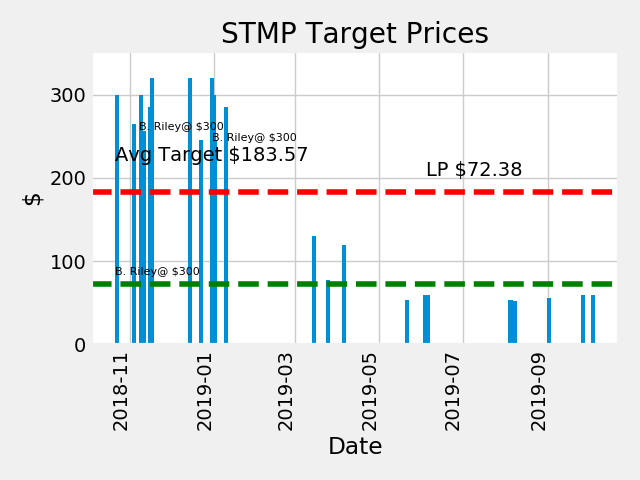 STMP Target Prices
300
B. Riley@ $300
B. Riley@ $300
Avg Target $183.57
LP $72.38
200
$
B. Riley@ $300
100
0
2018-11
2019-01
2019-03
2019-05
2019-07
2019-09
Date